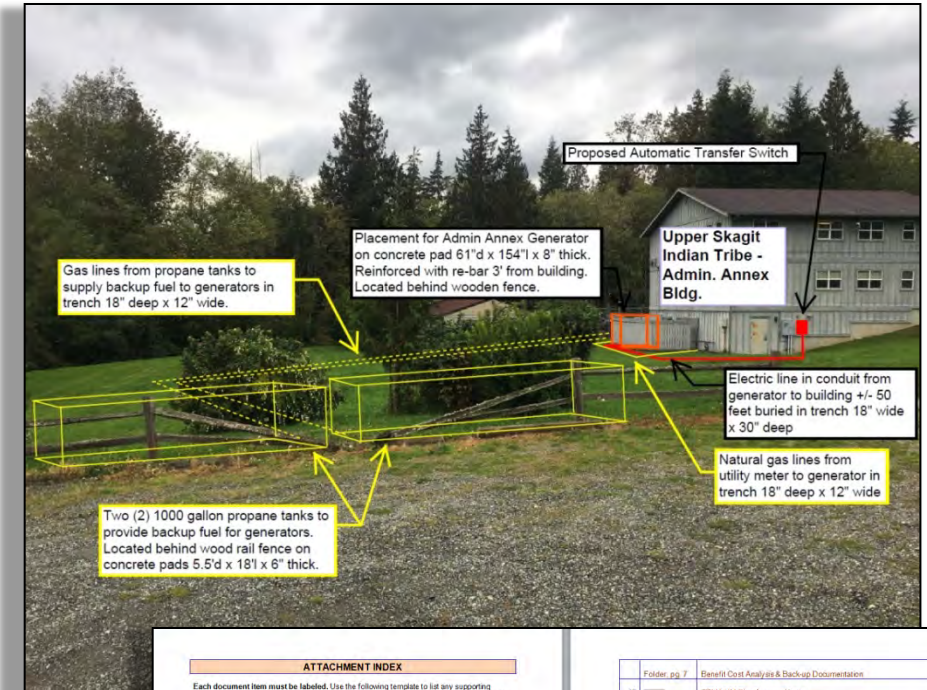 Proposed Automatic Transfer Switch
Placement for Admin Annex Generator
on concrete pad 61"d x 154"l x 8" thick.
Reinforced with re-bar 3' from building.
Located behind wooden fence.
Upper Skagit
Indian Tribe -
Admin. Annex
Bldg.
Gas lines from propane tanks to
supply backup fuel to generators in
trench 18" deep x 12" wide.
Electric line in conduit from
generator to building +/- 50
feet buried in trench 18" wide
x 30" deep
Natural gas lines from
utility meter to generator in
trench 18" deep x 12" wide
Two (2) 1000 gallon propane tanks to
provide backup fuel for generators.
Located behind wood rail fence on
concrete pads 5.5'd x 18'l x 6" thick.
ATTACHMENT INDEX
Each document item must be labeled. Use the following template to list any supporting
Folder, pg. 7 Benefit Cost Analysis & Back-up Documentation